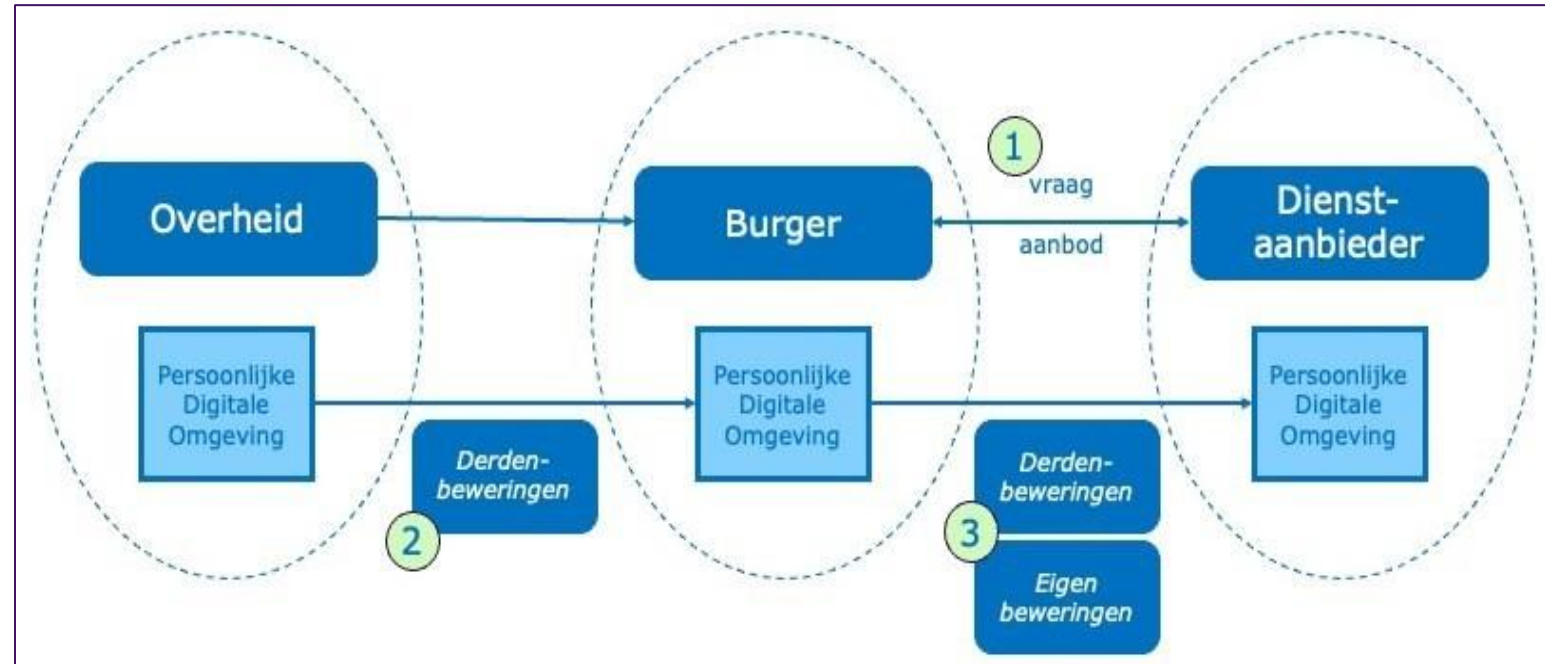 1
vraag
aanbod
Overheid
Burger
Dienst-
aanbieder
Persoonlijke
Digitale
Omgeving
Persoonlijke
Digitale
Omgeving
Persoonlijke
Digitale
Omgeving
Derden-
beweringen
2
Derden-
beweringen
3
Eigen
beweringen